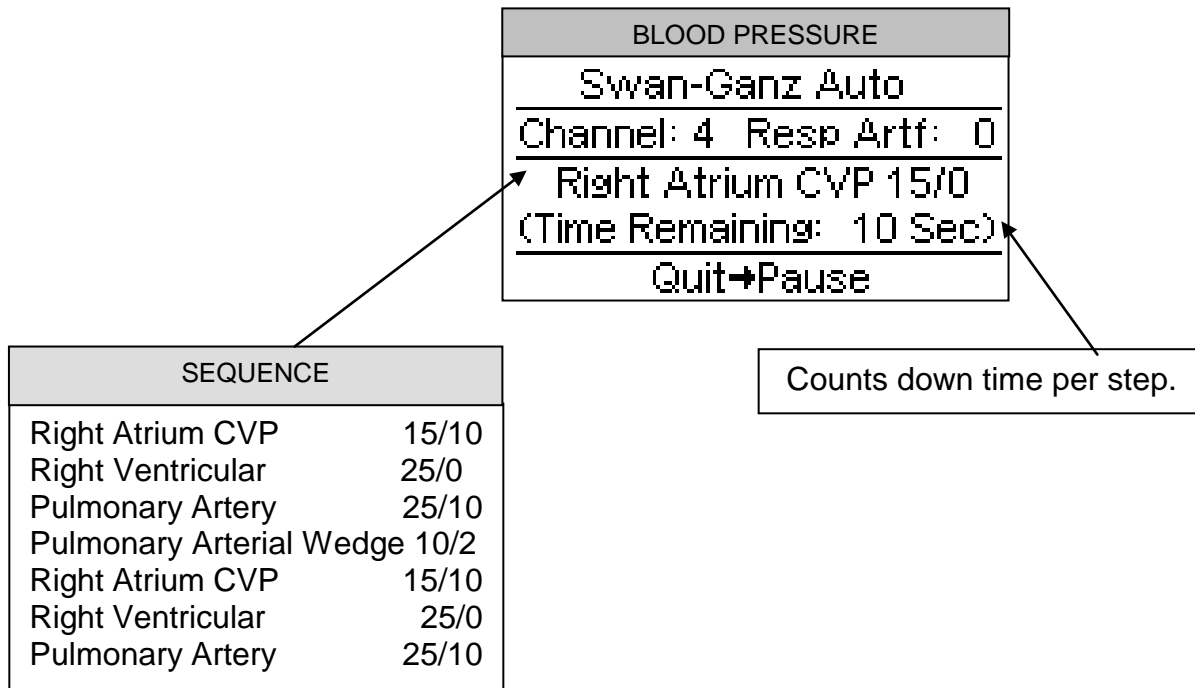 BLOOD PRESSURE
Swan-Ganz Auto
Channel: 4 Resp Artf: 0
Right Atrium CVP 15/0
(Time Remaining: 10 Sec)
Quit→Pause
SEQUENCE
Right Atrium CVP 15/10
Right Ventricular 25/0
Pulmonary Artery 25/10
Pulmonary Arterial Wedge 10/2
Right Atrium CVP 15/10
Right Ventricular 25/0
Pulmonary Artery 25/10
Counts down time per step.